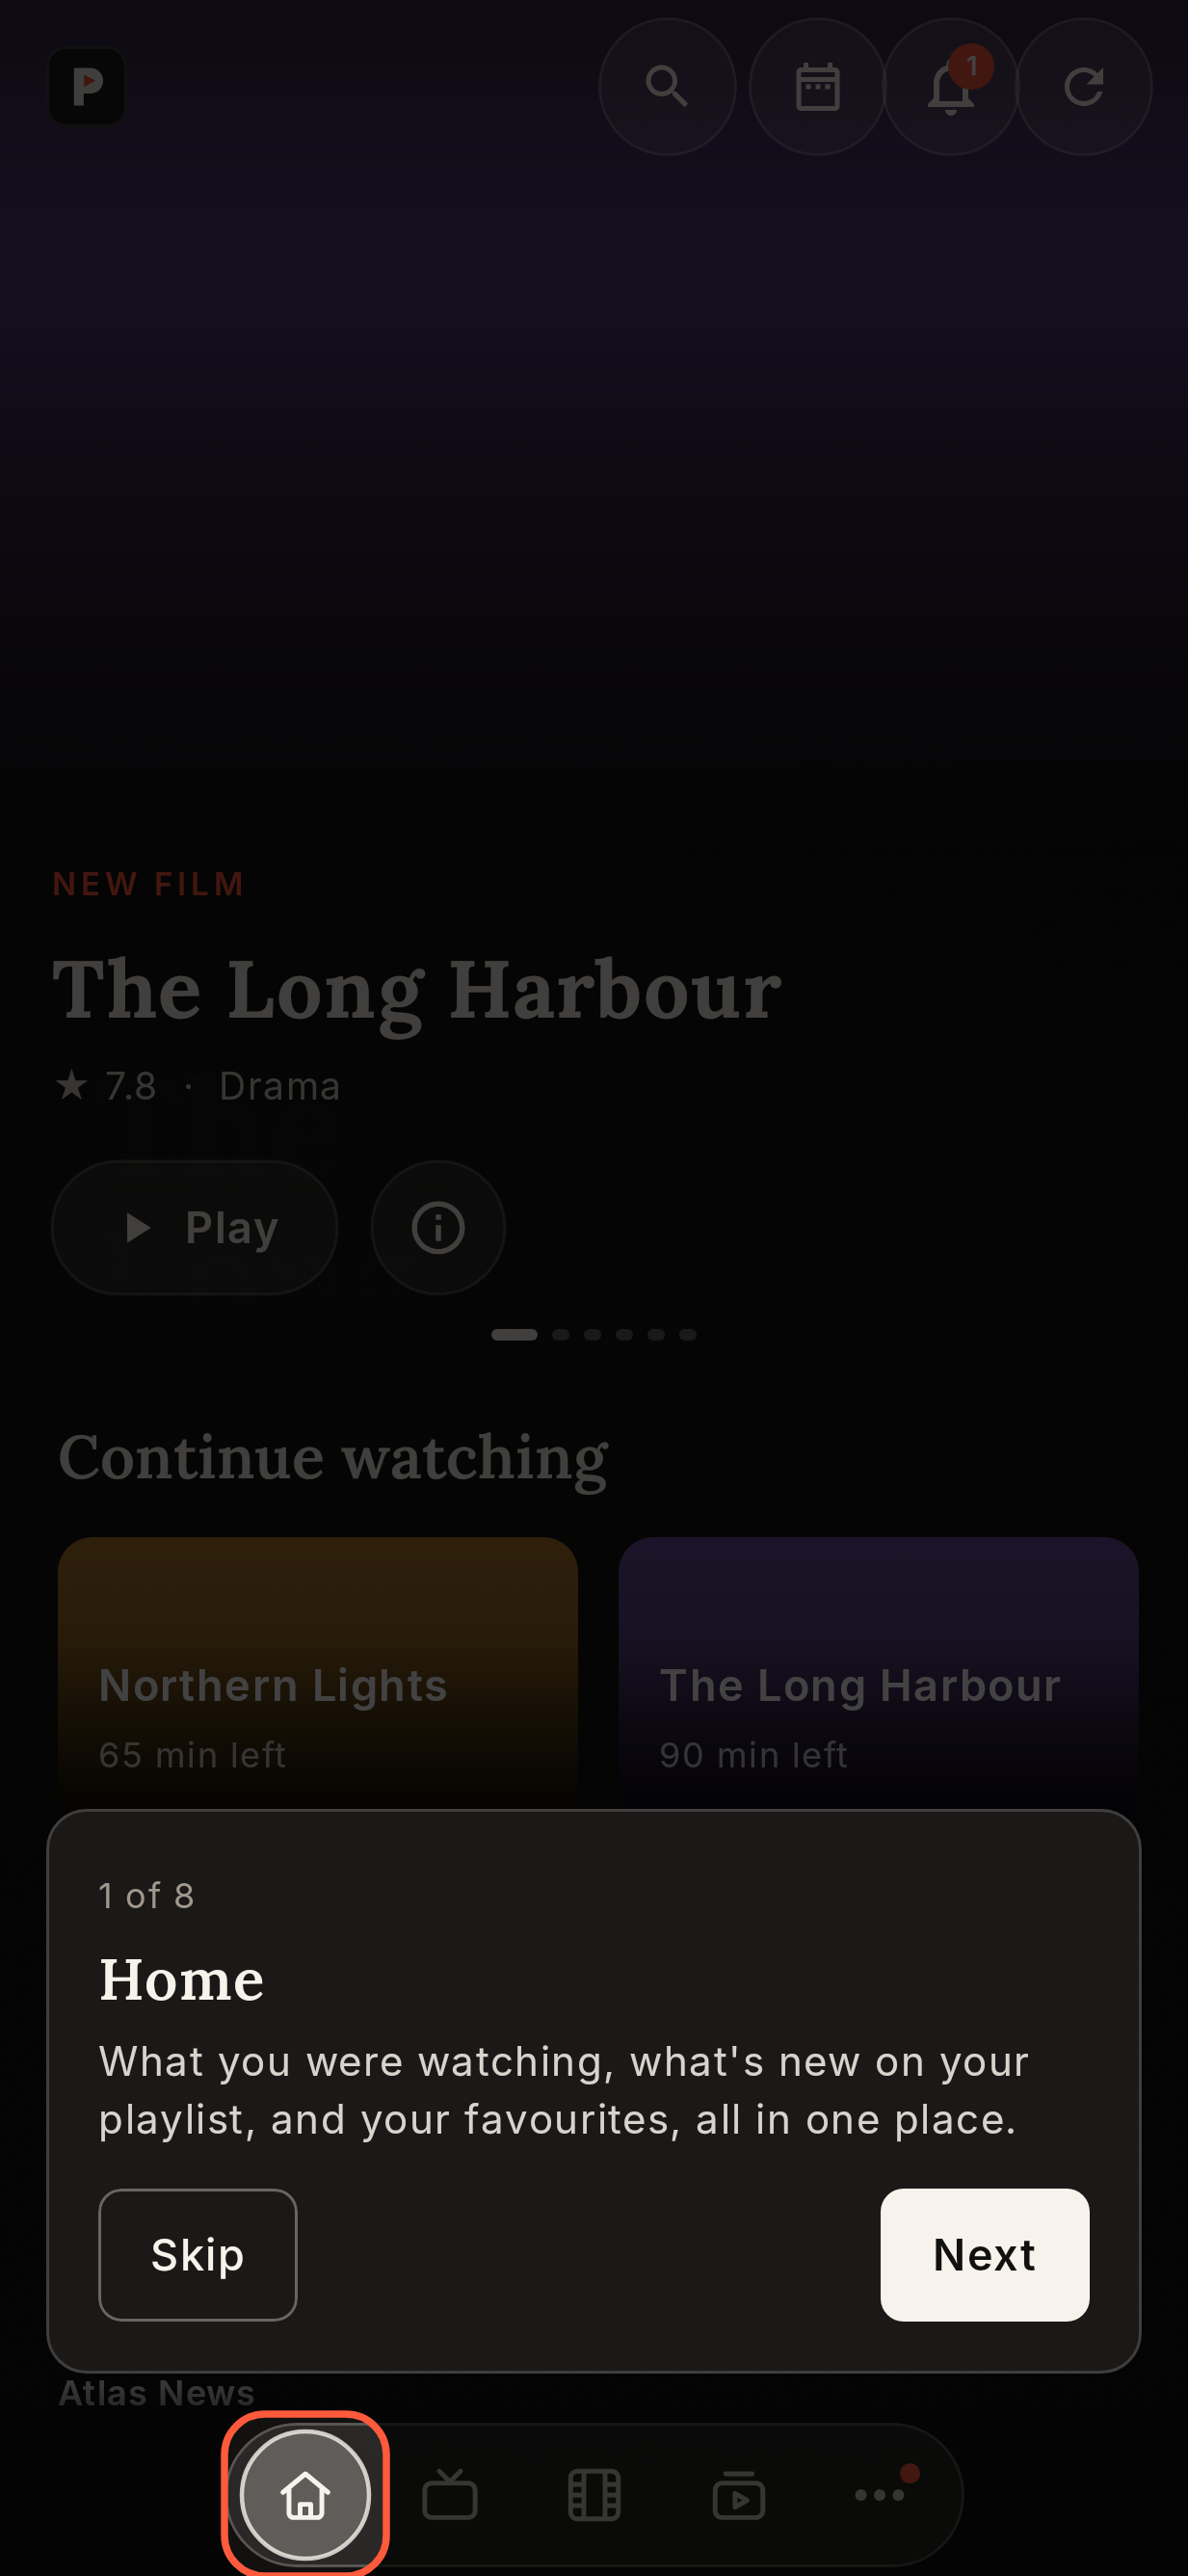 P
1
NEW FILM
The Long Harbour
★ 7.8 · Drama
Play
Continue watching
Northern Lights
65 min left
The Long Harbour
90 min left
1 of 8
Home
What you were watching, what's new on your
playlist, and your favourites, all in one place.
Skip
Next
Atlas News